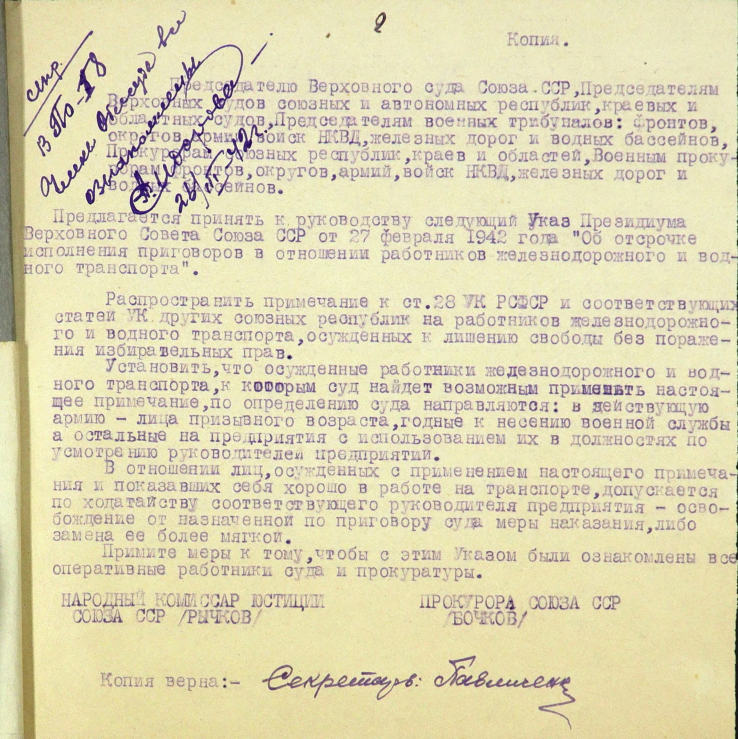 2
Копия.
стр.
В ТО-18
Члены
все
ознакомлены
28/III-42г.
Председателю Верховного суда Союза ССР,Председателям
Верховных судов союзных и автономных республик,краевых и
областных судов,Председателям военных трибуналов: фронтов,
округов,армий,войск НКВД,железных дорог и водных бассейнов,
Прокурорам союзных республик,краев и областей,Военным проку-
рорам фронтов,округов,армий,войск НКВД,железных дорог и
водных бассейнов.
Предлагается принять к руководству следующий Указ Президиума
Верховного Совета Союза ССР от 27 февраля 1942 года "Об отсрочке
исполнения приговоров в отношении работников железнодорожного и вод-
ного транспорта".
Распространить примечание к ст.28 УК РСФСР и соответствующих
статей УК других союзных республик на работников железнодорожно-
го и водного транспорта,осужденных к лишению свободы без пораже-
ния избирательных прав.
Установить,что осужденные работники железнодорожного и вод-
ного транспорта,к которым суд найдет возможным применить настоя-
щее примечание,по определению суда направляются: в действующую
армию – лица призывного возраста,годные к несению военной службы
а остальные на предприятия с использованием их в должностях по
усмотрению руководителей предприятий.
В отношении лиц,осужденных с применением настоящего примеча-
ния и показавших себя хорошо в работе на транспорте,допускается
по ходатайству соответствующего руководителя предприятия – осво-
бождение от назначенной по приговору суда меры наказания,либо
замена ее более мягкой.
Примите меры к тому,чтобы с этим Указом были ознакомлены все
оперативные работники суда и прокуратуры.
НАРОДНЫЙ КОМИССАР ЮСТИЦИИ ПРОКУРОРА СОЮЗА ССР
СОЮЗА ССР /РЫЧКОВ/ /БОЧКОВ/
Копия верна:- Секретарь: Павличенко